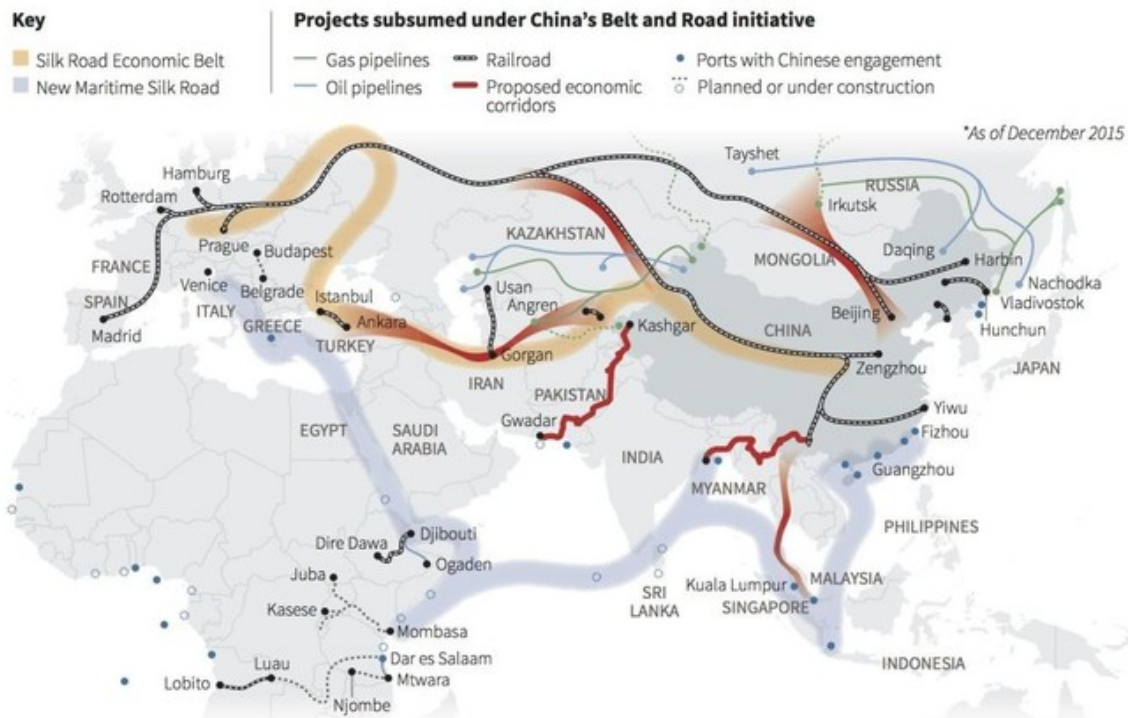 Key
Silk Road Economic Belt
New Maritime Silk Road
Projects subsumed under China's Belt and Road initiative
Gas pipelines
Oil pipelines
Railroad
Proposed economic
corridors
Ports with Chinese engagement
Planned or under construction
*As of December 2015
Tayshet
Hamburg
Rotterdam
RUSSIA
Irkutsk
Prague
Budapest
KAZAKHSTAN
Daqing
Harbin
FRANCE
MONGOLIA
Venice
Belgrade
Usan
Nachodka
SPAIN
ITALY
Istanbul
Angren
Vladivostok
Madrid
GREECE
Ankara
Beijing
Hunchun
TURKEY
Kashgar
CHINA
Gorgan
Zengzhou
JAPAN
IRAN
PAKISTAN
Yiwu
Gwadar
EGYPT
SAUDI
ARABIA
Fizhou
INDIA
Guangzhou
MYANMAR
PHILIPPINES
Djibouti
Dire Dawa
Ogaden
Juba
Kuala Lumpur
MALAYSIA
SRI
LANKA
SINGAPORE
Kasese
Mombasa
Dar es Salaam
INDONESIA
Luau
Lobito
Mtwara
Njombe